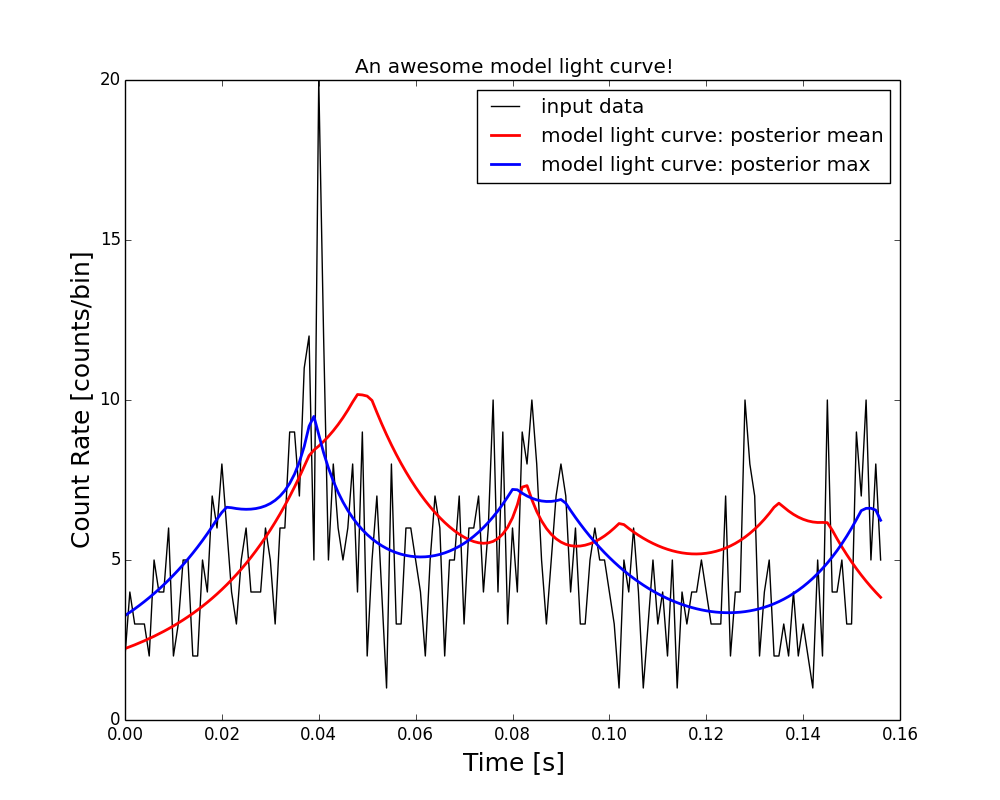 An awesome model light curve!
20
15
10
5
0
Count Rate [counts/bin]
input data
model light curve: posterior mean
model light curve: posterior max
0.00 0.02 0.04 0.06 0.08 0.10 0.12 0.14 0.16
Time [s]